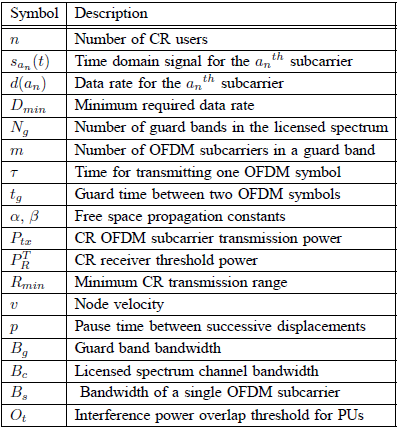 Symbol Description
n Number of CR users
s_{a_n}(t) Time domain signal for the a_n^{th} subcarrier
d(a_n) Data rate for the a_n^{th} subcarrier
D_{min} Minimum required data rate
N_g Number of guard bands in the licensed spectrum
m Number of OFDM subcarriers in a guard band
τ Time for transmitting one OFDM symbol
t_g Guard time between two OFDM symbols
α, β Free space propagation constants
P_{tx} CR OFDM subcarrier transmission power
P_R^T CR receiver threshold power
R_{min} Minimum CR transmission range
v Node velocity
p Pause time between successive displacements
B_g Guard band bandwidth
B_c Licensed spectrum channel bandwidth
B_s Bandwidth of a single OFDM subcarrier
O_t Interference power overlap threshold for PUs